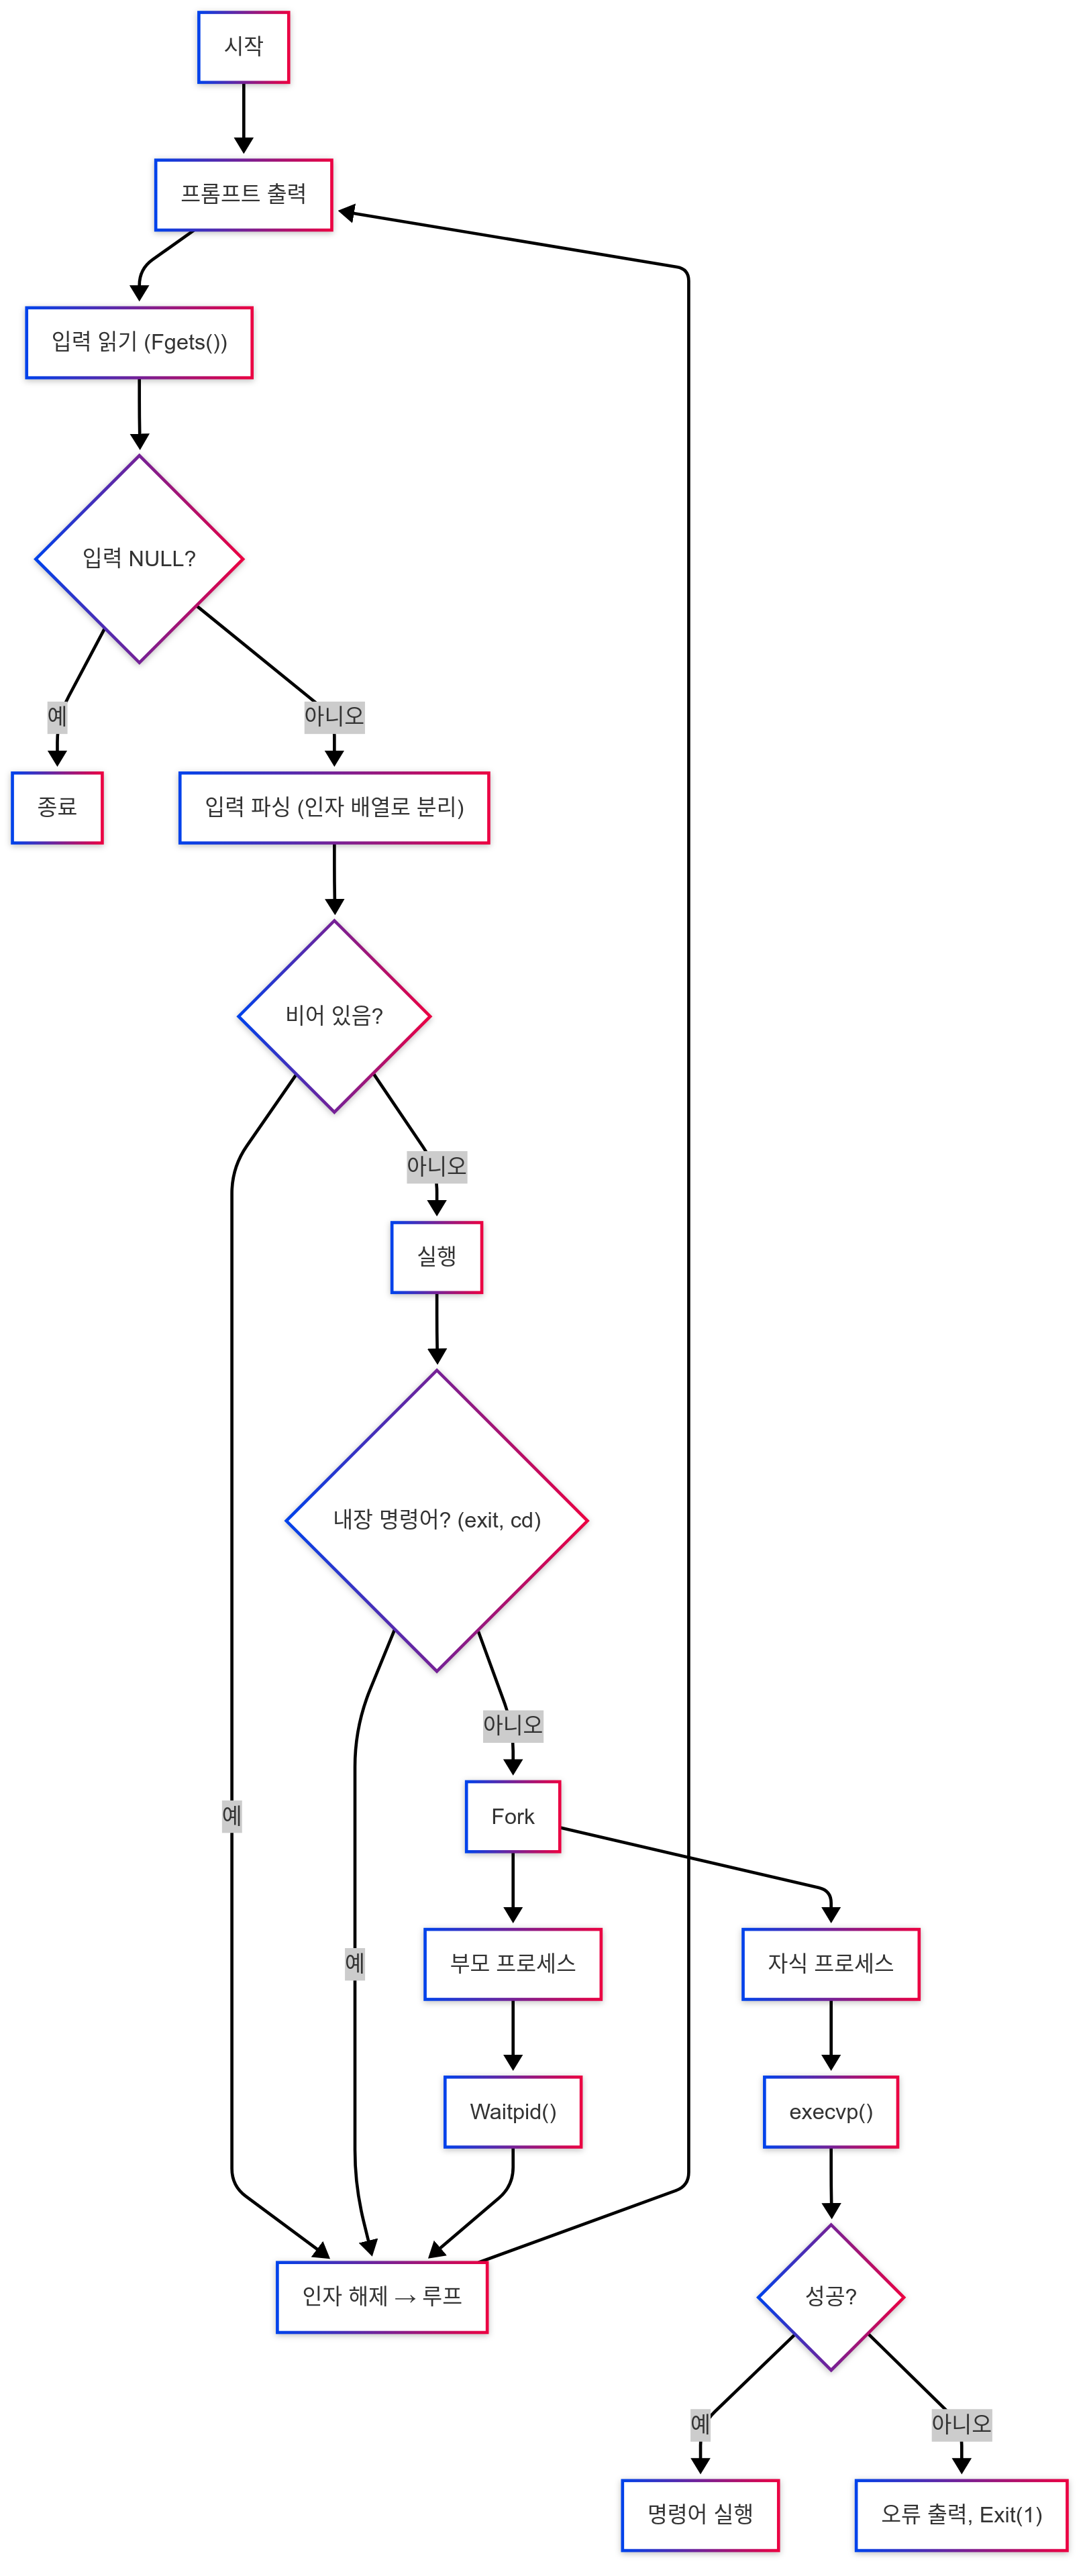 시작
프롬프트 출력
입력 읽기 (Fgets())
입력 NULL?
예
아니오
종료
입력 파싱 (인자 배열로 분리)
비어 있음?
아니오
실행
내장 명령어? (exit, cd)
아니오
예
Fork
부모 프로세스
자식 프로세스
예
Waitpid()
execvp()
인자 해제 → 루프
성공?
예
아니오
명령어 실행
오류 출력, Exit(1)